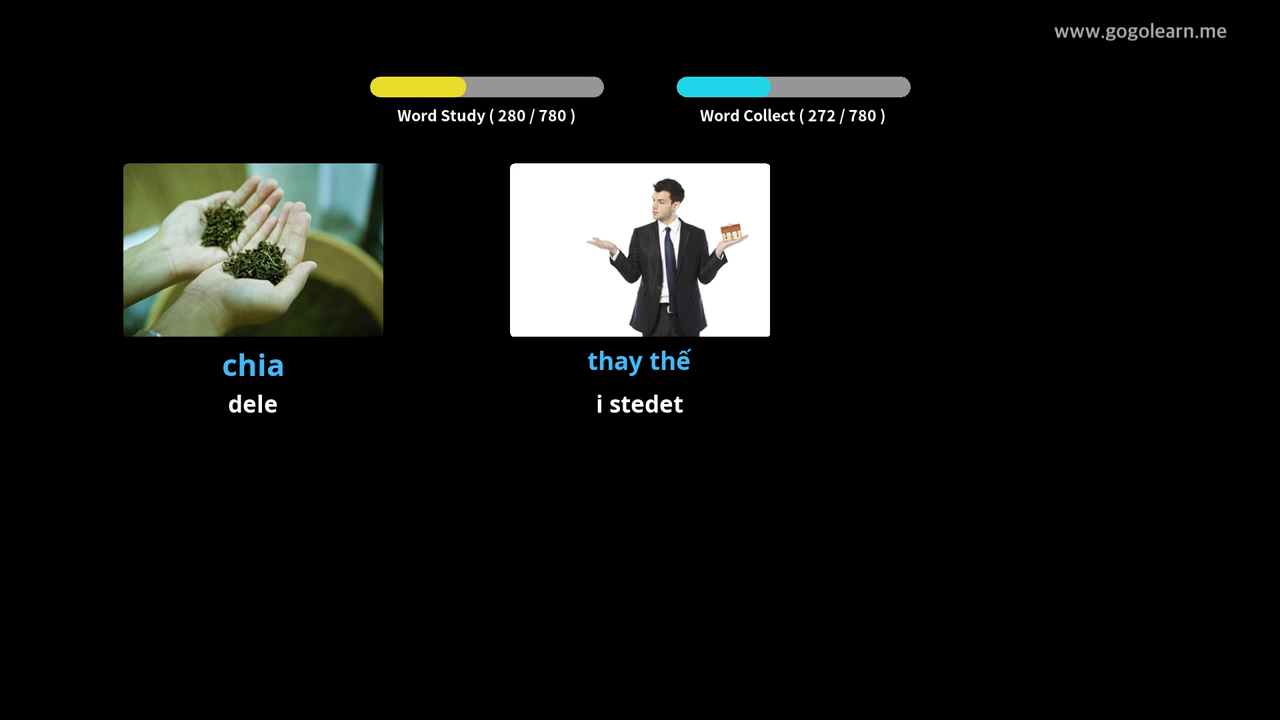 www.gogolearn.me
Word Study ( 280 / 780 )
Word Collect ( 272 / 780 )
chia
thay thế
dele
i stedet